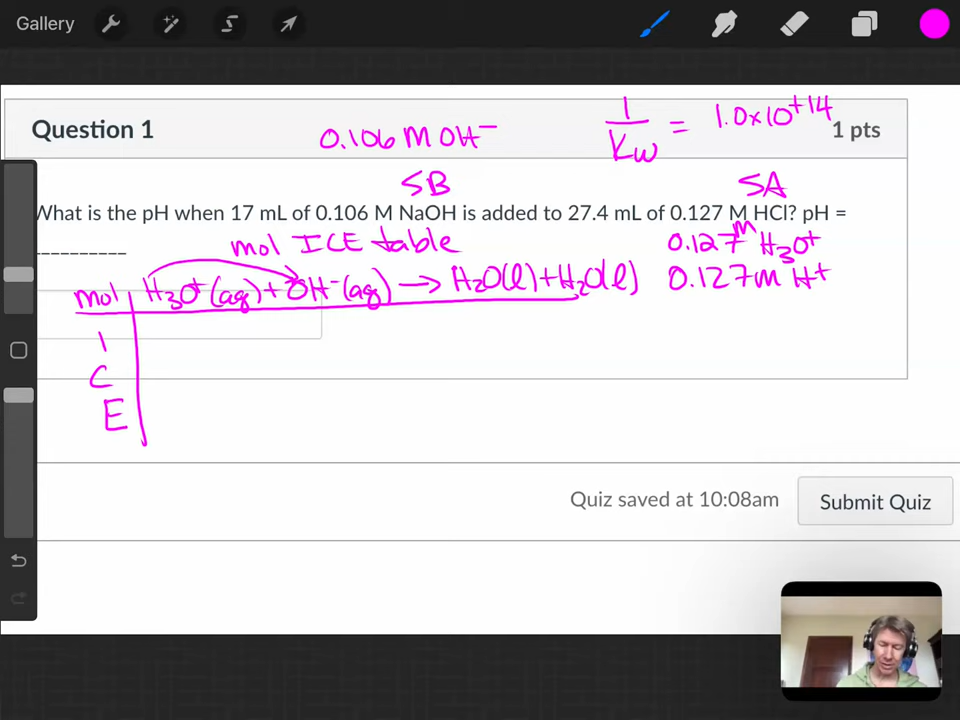 Gallery
Question 1
0.106 M OH⁻
1/Kw = 1.0x10⁺¹⁴
1 pts
SB
SA
What is the pH when 17 mL of 0.106 M NaOH is added to 27.4 mL of 0.127 M HCl? pH =
__________
mol ICE table
0.127 M H₃O⁺
mol H₃O⁺(aq) + OH⁻(aq) → H₂O(l) + H₂O(l)
0.127 M H⁺
I
C
E
Quiz saved at 10:08am
Submit Quiz